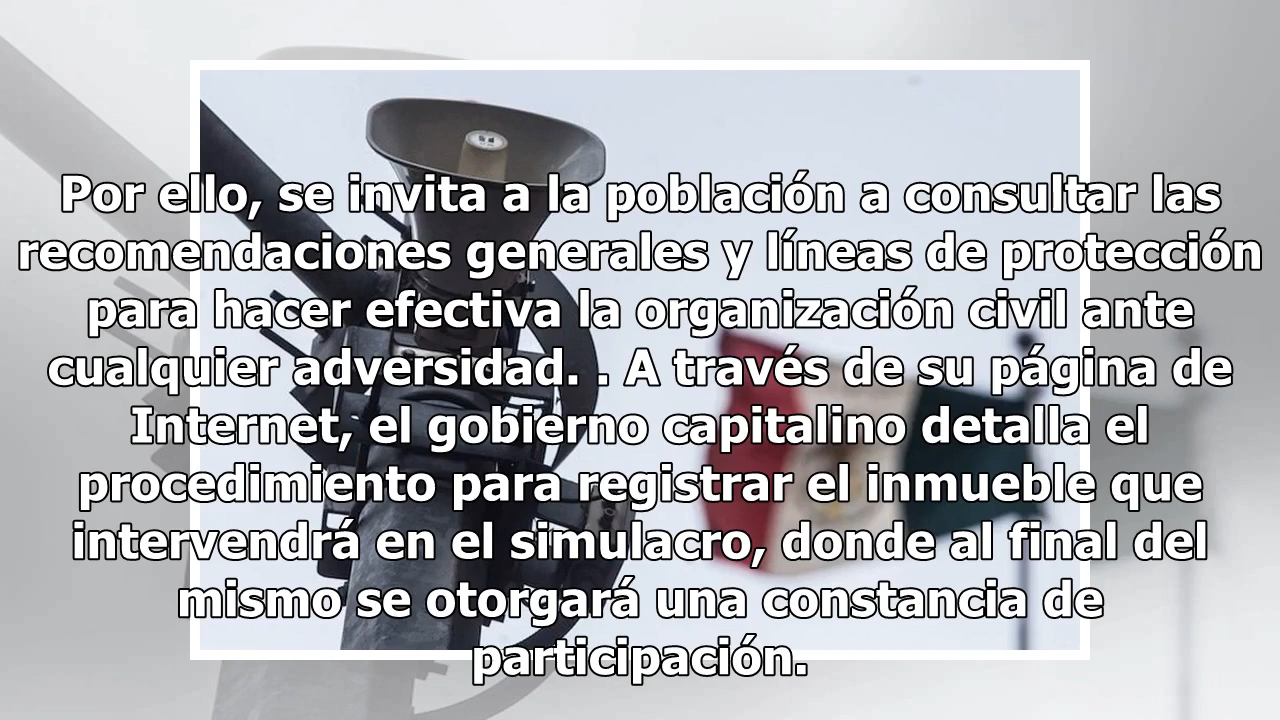 Por ello, se invita a la población a consultar las
recomendaciones generales y líneas de protección
para hacer efectiva la organización civil ante
cualquier adversidad. . A través de su página de
Internet, el gobierno capitalino detalla el
procedimiento para registrar el inmueble que
intervendrá en el simulacro, donde al final del
mismo se otorgará una constancia de
participación.